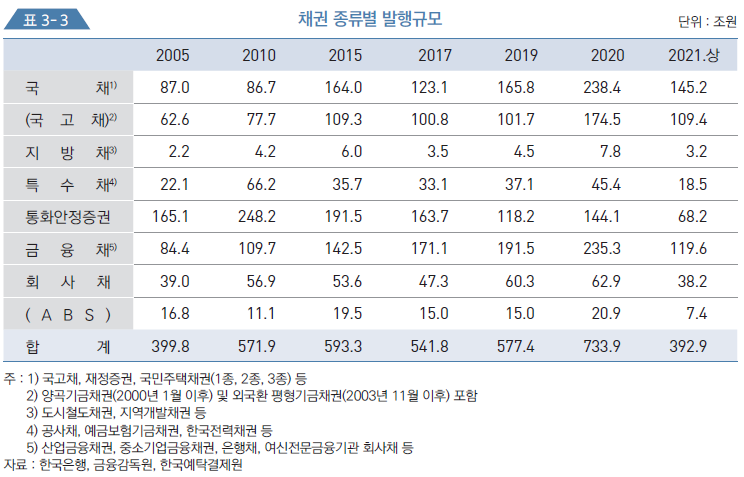 표 3-3 채권 종류별 발행규모 단위 : 조원
2005 2010 2015 2017 2019 2020 2021.상
국 채1) 87.0 86.7 164.0 123.1 165.8 238.4 145.2
(국 고 채)2) 62.6 77.7 109.3 100.8 101.7 174.5 109.4
지 방 채3) 2.2 4.2 6.0 3.5 4.5 7.8 3.2
특 수 채4) 22.1 66.2 35.7 33.1 37.1 45.4 18.5
통화안정증권 165.1 248.2 191.5 163.7 118.2 144.1 68.2
금 융 채5) 84.4 109.7 142.5 171.1 191.5 235.3 119.6
회 사 채 39.0 56.9 53.6 47.3 60.3 62.9 38.2
( A B S ) 16.8 11.1 19.5 15.0 15.0 20.9 7.4
합 계 399.8 571.9 593.3 541.8 577.4 733.9 392.9
주 : 1) 국고채, 재정증권, 국민주택채권(1종, 2종, 3종) 등
2) 양곡기금채권(2000년 1월 이후) 및 외국환 평형기금채권(2003년 11월 이후) 포함
3) 도시철도채권, 지역개발채권 등
4) 공사채, 예금보험기금채권, 한국전력채권 등
5) 산업금융채권, 중소기업금융채권, 은행채, 여신전문금융기관 회사채 등
자료 : 한국은행, 금융감독원, 한국예탁결제원